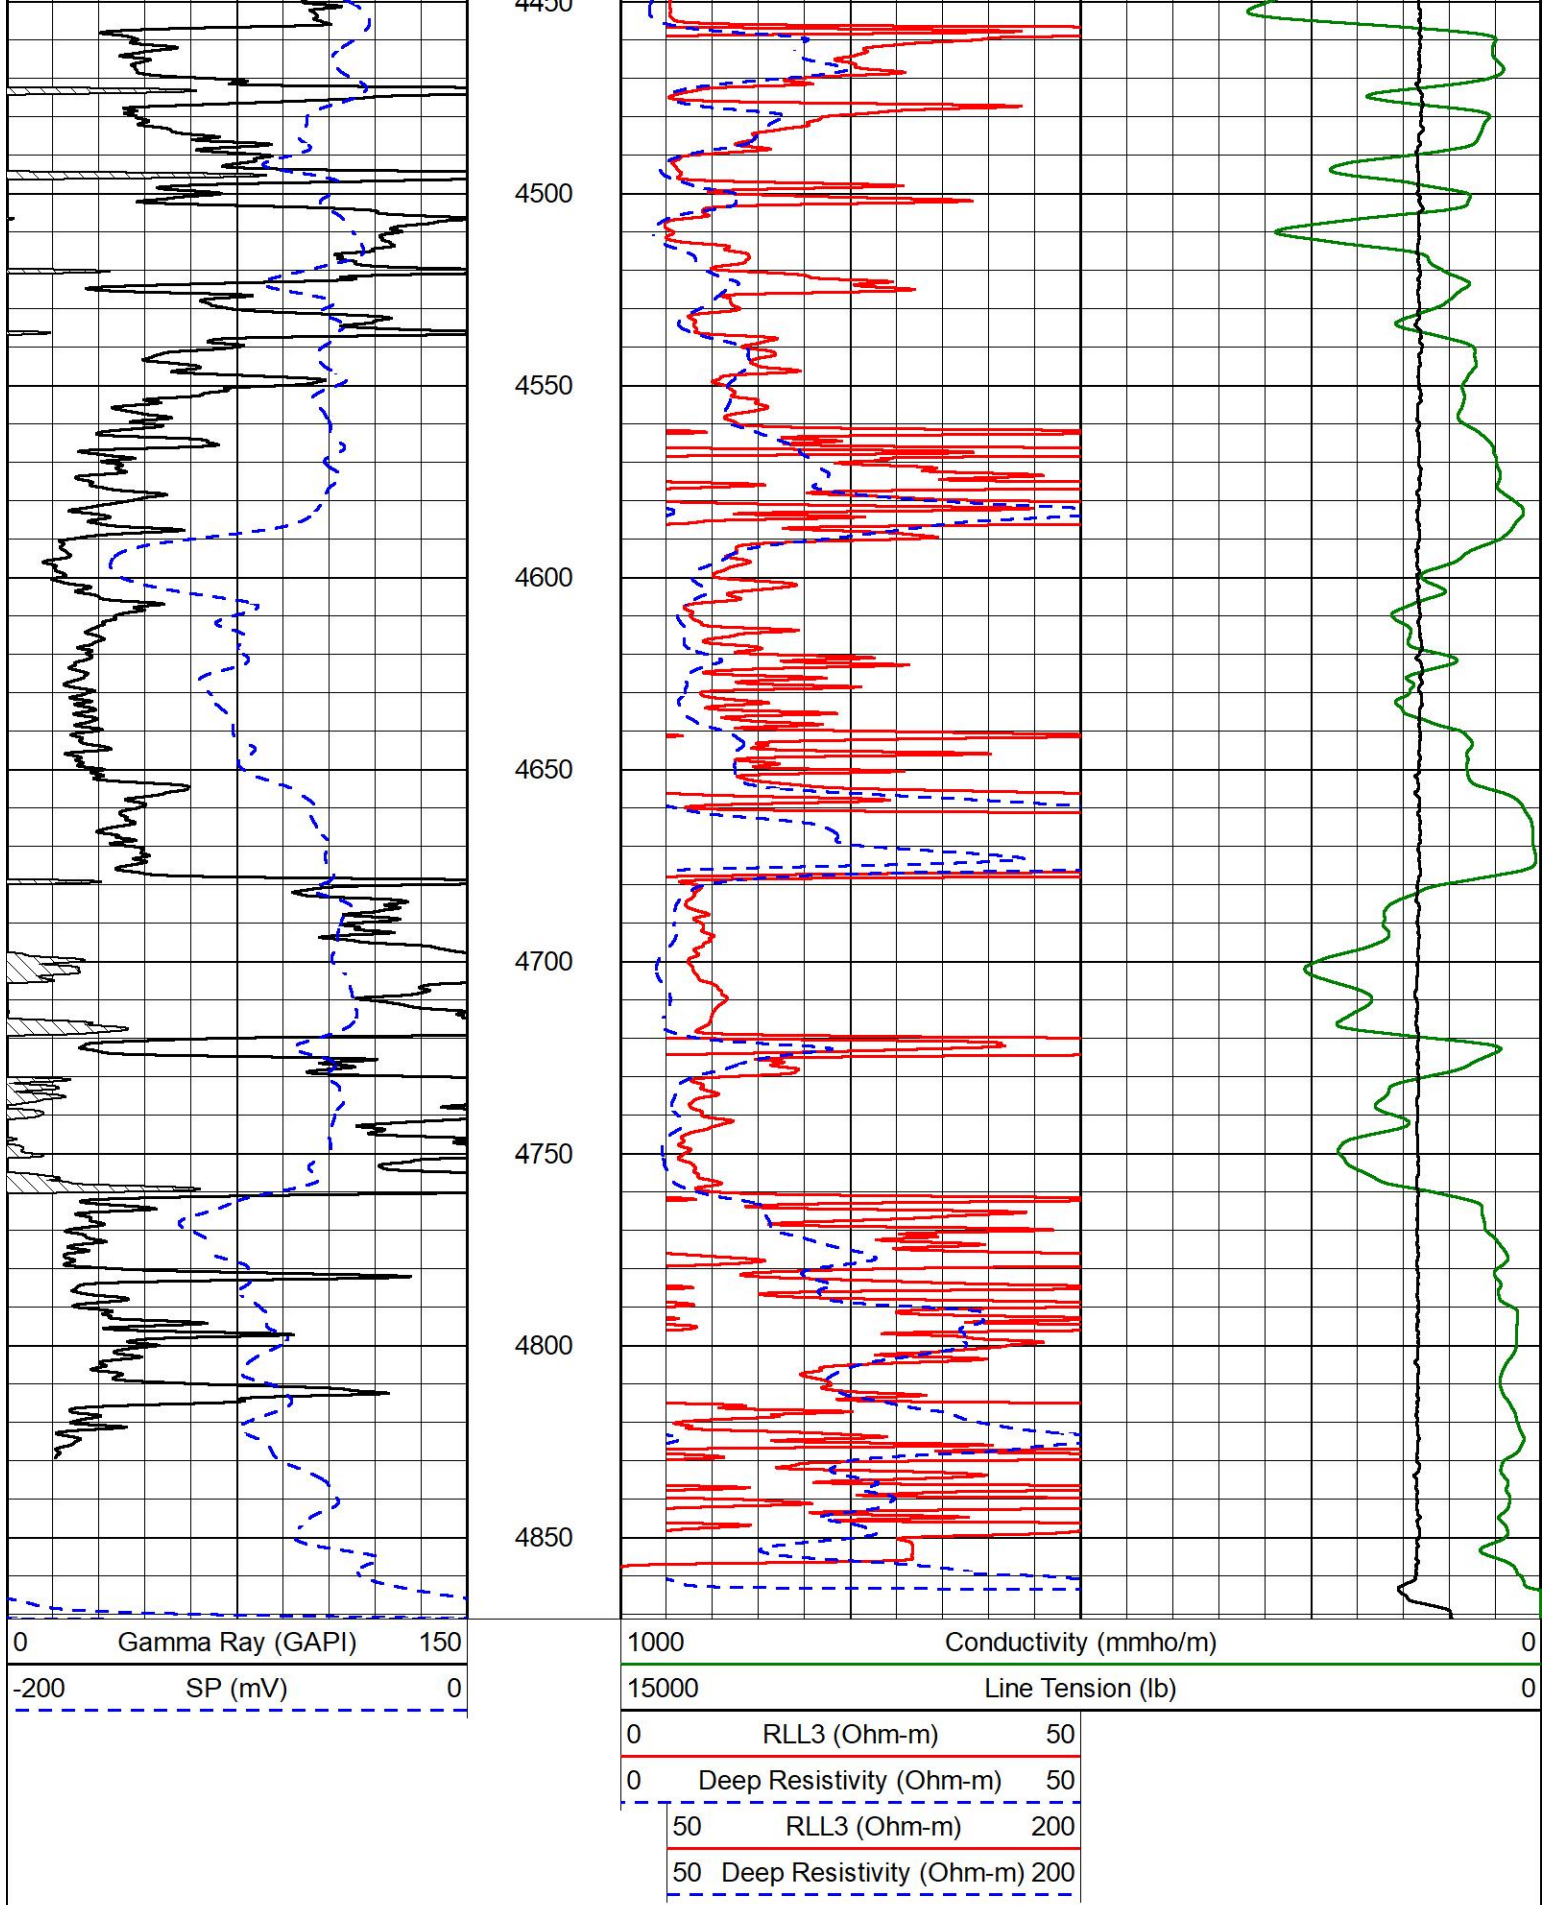 4450
4500
4550
4600
4650
4700
4750
4800
4850
0 Gamma Ray (GAPI) 150
-200 SP (mV) 0
1000 Conductivity (mmho/m) 0
15000 Line Tension (lb) 0
0 RLL3 (Ohm-m) 50
0 Deep Resistivity (Ohm-m) 50
50 RLL3 (Ohm-m) 200
50 Deep Resistivity (Ohm-m) 200